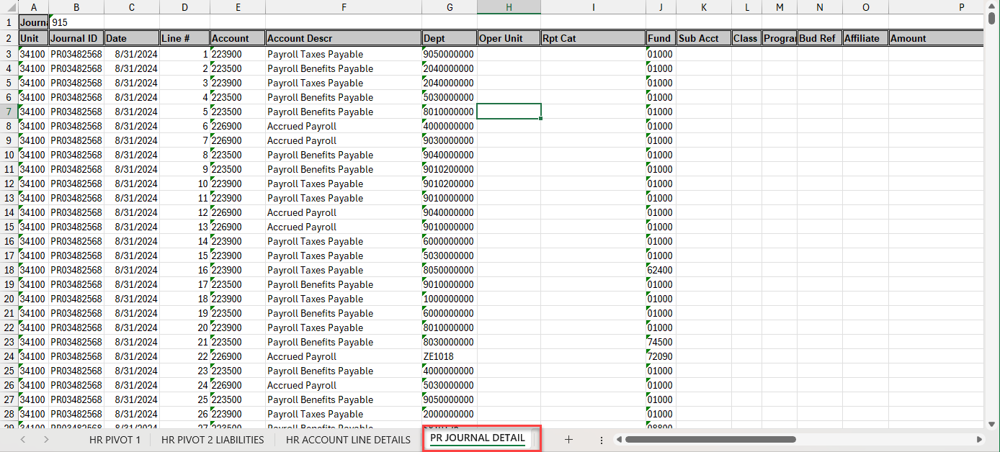 A B C D E F G H I J K L M N O P
1 Journa 915
2 Unit Journal ID Date Line # Account Account Descr Dept Oper Unit Rpt Cat Fund Sub Acct Class Program Bud Ref Affiliate Amount
3 34100 PR03482568 8/31/2024 1 223900 Payroll Taxes Payable 9050000000 01000
4 34100 PR03482568 8/31/2024 2 223500 Payroll Benefits Payable 2040000000 01000
5 34100 PR03482568 8/31/2024 3 223900 Payroll Taxes Payable 2040000000 01000
6 34100 PR03482568 8/31/2024 4 223500 Payroll Benefits Payable 5030000000 01000
7 34100 PR03482568 8/31/2024 5 223500 Payroll Benefits Payable 8010000000 01000
8 34100 PR03482568 8/31/2024 6 226900 Accrued Payroll 4000000000 01000
9 34100 PR03482568 8/31/2024 7 226900 Accrued Payroll 9030000000 01000
10 34100 PR03482568 8/31/2024 8 223500 Payroll Benefits Payable 9040000000 01000
11 34100 PR03482568 8/31/2024 9 223500 Payroll Benefits Payable 9010200000 01000
12 34100 PR03482568 8/31/2024 10 223900 Payroll Taxes Payable 9010200000 01000
13 34100 PR03482568 8/31/2024 11 223900 Payroll Taxes Payable 9010000000 01000
14 34100 PR03482568 8/31/2024 12 226900 Accrued Payroll 9040000000 01000
15 34100 PR03482568 8/31/2024 13 226900 Accrued Payroll 9010000000 01000
16 34100 PR03482568 8/31/2024 14 223900 Payroll Taxes Payable 6000000000 01000
17 34100 PR03482568 8/31/2024 15 223900 Payroll Taxes Payable 5030000000 01000
18 34100 PR03482568 8/31/2024 16 223900 Payroll Taxes Payable 8050000000 62400
19 34100 PR03482568 8/31/2024 17 223500 Payroll Benefits Payable 9010000000 01000
20 34100 PR03482568 8/31/2024 18 223900 Payroll Taxes Payable 1000000000 01000
21 34100 PR03482568 8/31/2024 19 223500 Payroll Benefits Payable 6000000000 01000
22 34100 PR03482568 8/31/2024 20 223900 Payroll Taxes Payable 8010000000 01000
23 34100 PR03482568 8/31/2024 21 223500 Payroll Benefits Payable 8030000000 74500
24 34100 PR03482568 8/31/2024 22 226900 Accrued Payroll ZE1018 72090
25 34100 PR03482568 8/31/2024 23 223500 Payroll Benefits Payable 4000000000 01000
26 34100 PR03482568 8/31/2024 24 226900 Accrued Payroll 5030000000 01000
27 34100 PR03482568 8/31/2024 25 223500 Payroll Benefits Payable 9050000000 01000
28 34100 PR03482568 8/31/2024 26 223900 Payroll Taxes Payable 2000000000 01000
29 34100 PR03482568 8/31/2024 27 223500 Payroll Benefits Payable
HR PIVOT 1 HR PIVOT 2 LIABILITIES HR ACCOUNT LINE DETAILS PR JOURNAL DETAIL